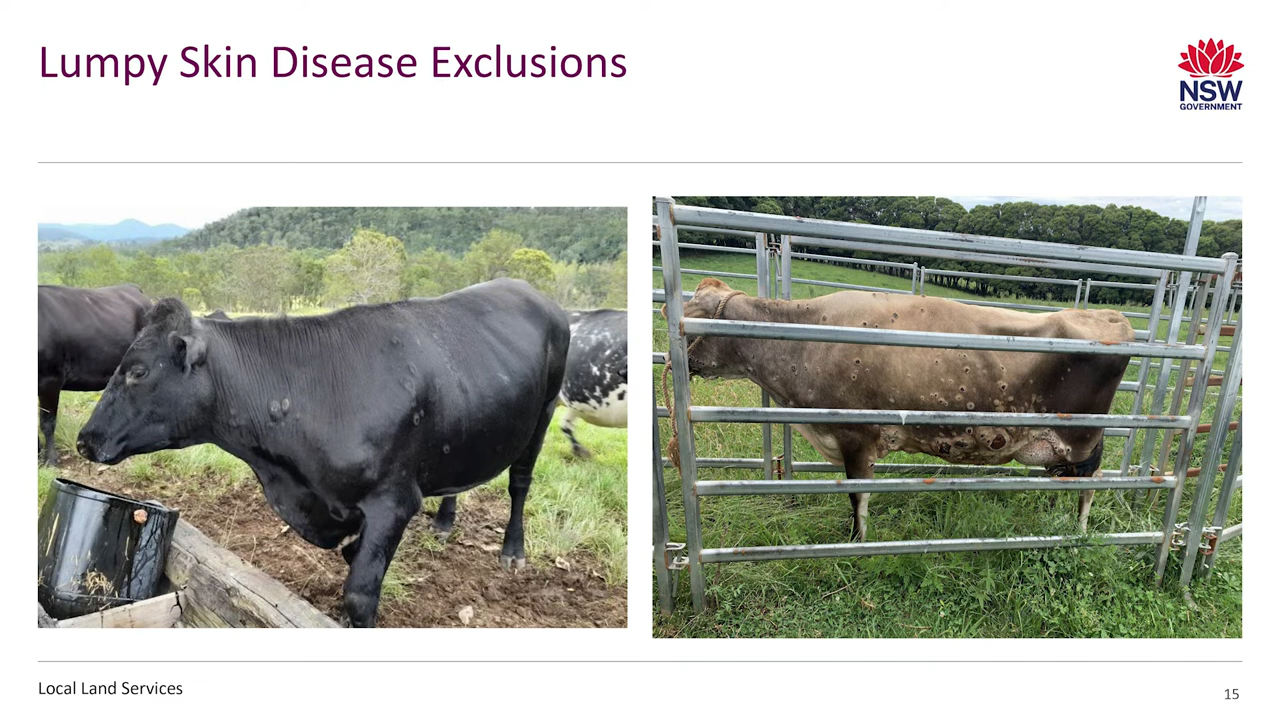 Lumpy Skin Disease Exclusions
NSW
GOVERNMENT
Local Land Services
15